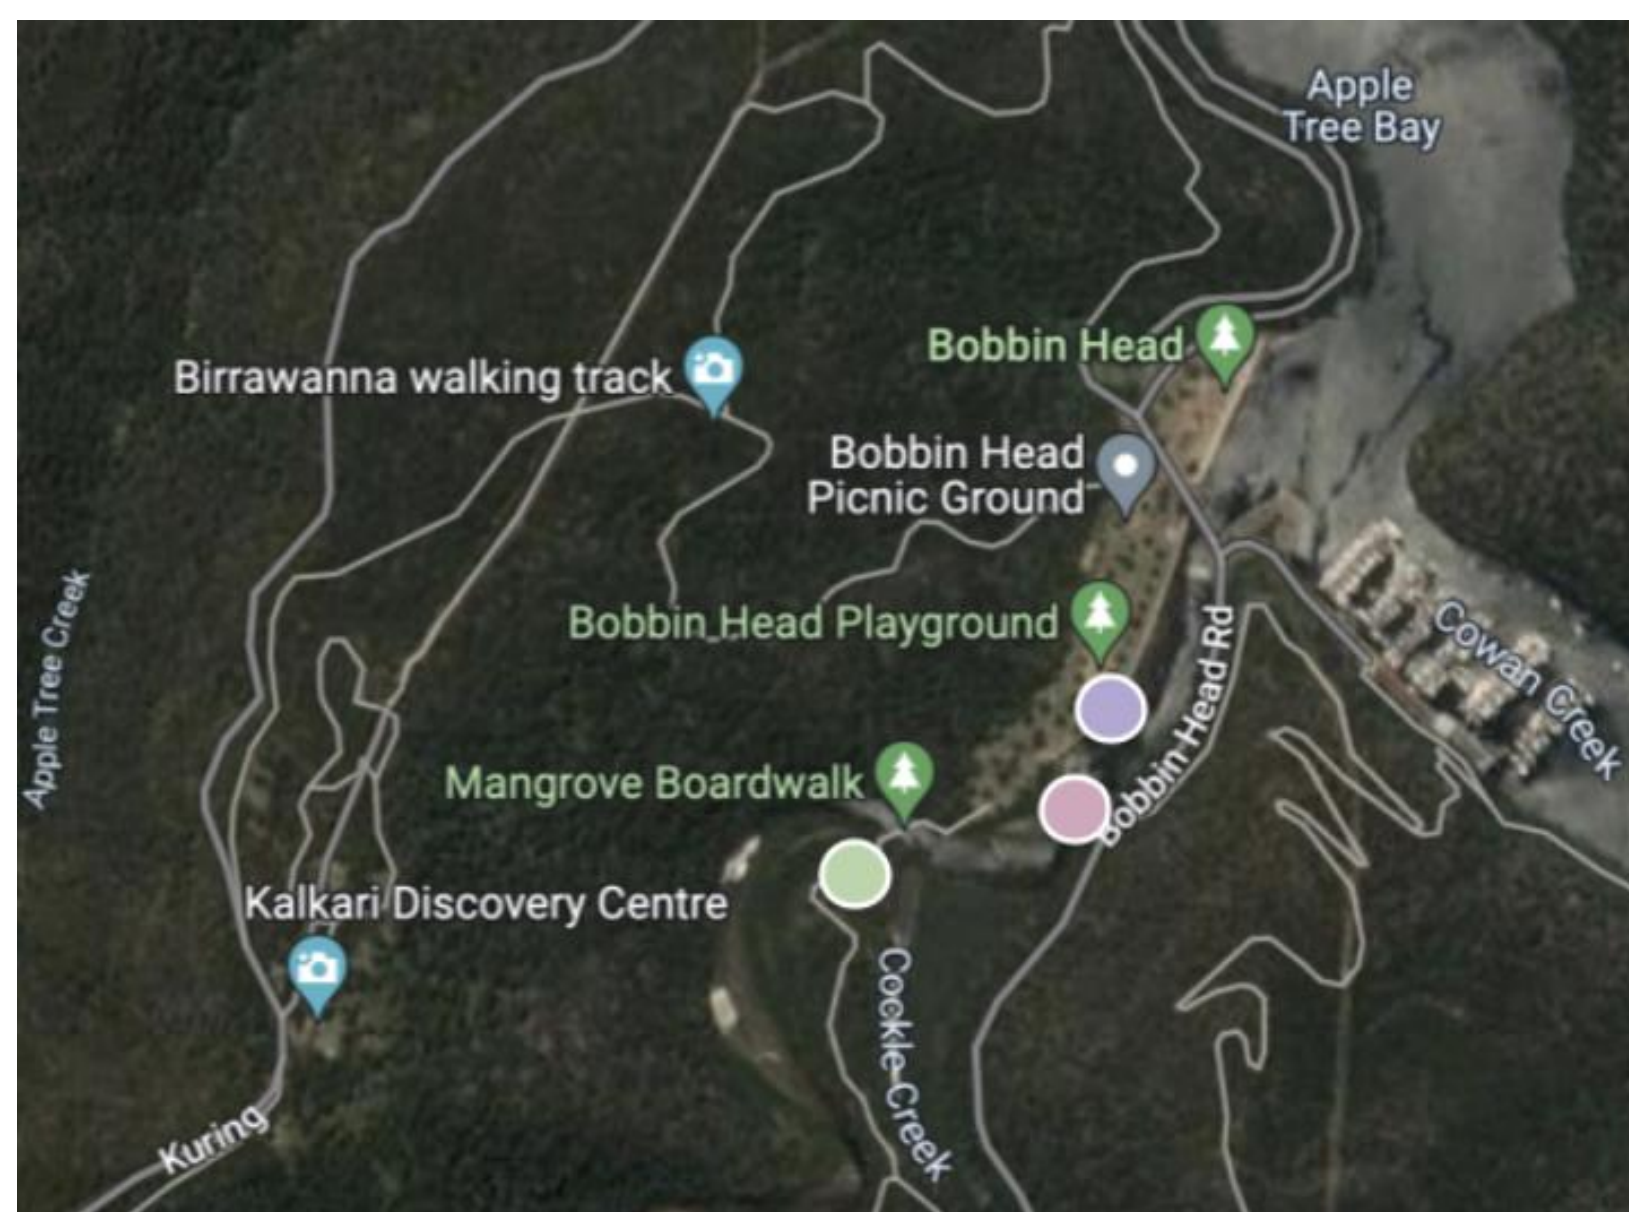 Apple
Tree Bay
Bobbin Head
Birrawanna walking track
Bobbin Head
Picnic Ground
Bobbin Head Playground
Apple Tree Creek
Bobbin Head Rd
Cowan Creek
Mangrove Boardwalk
Kalkari Discovery Centre
Cockle Creek
Kuring